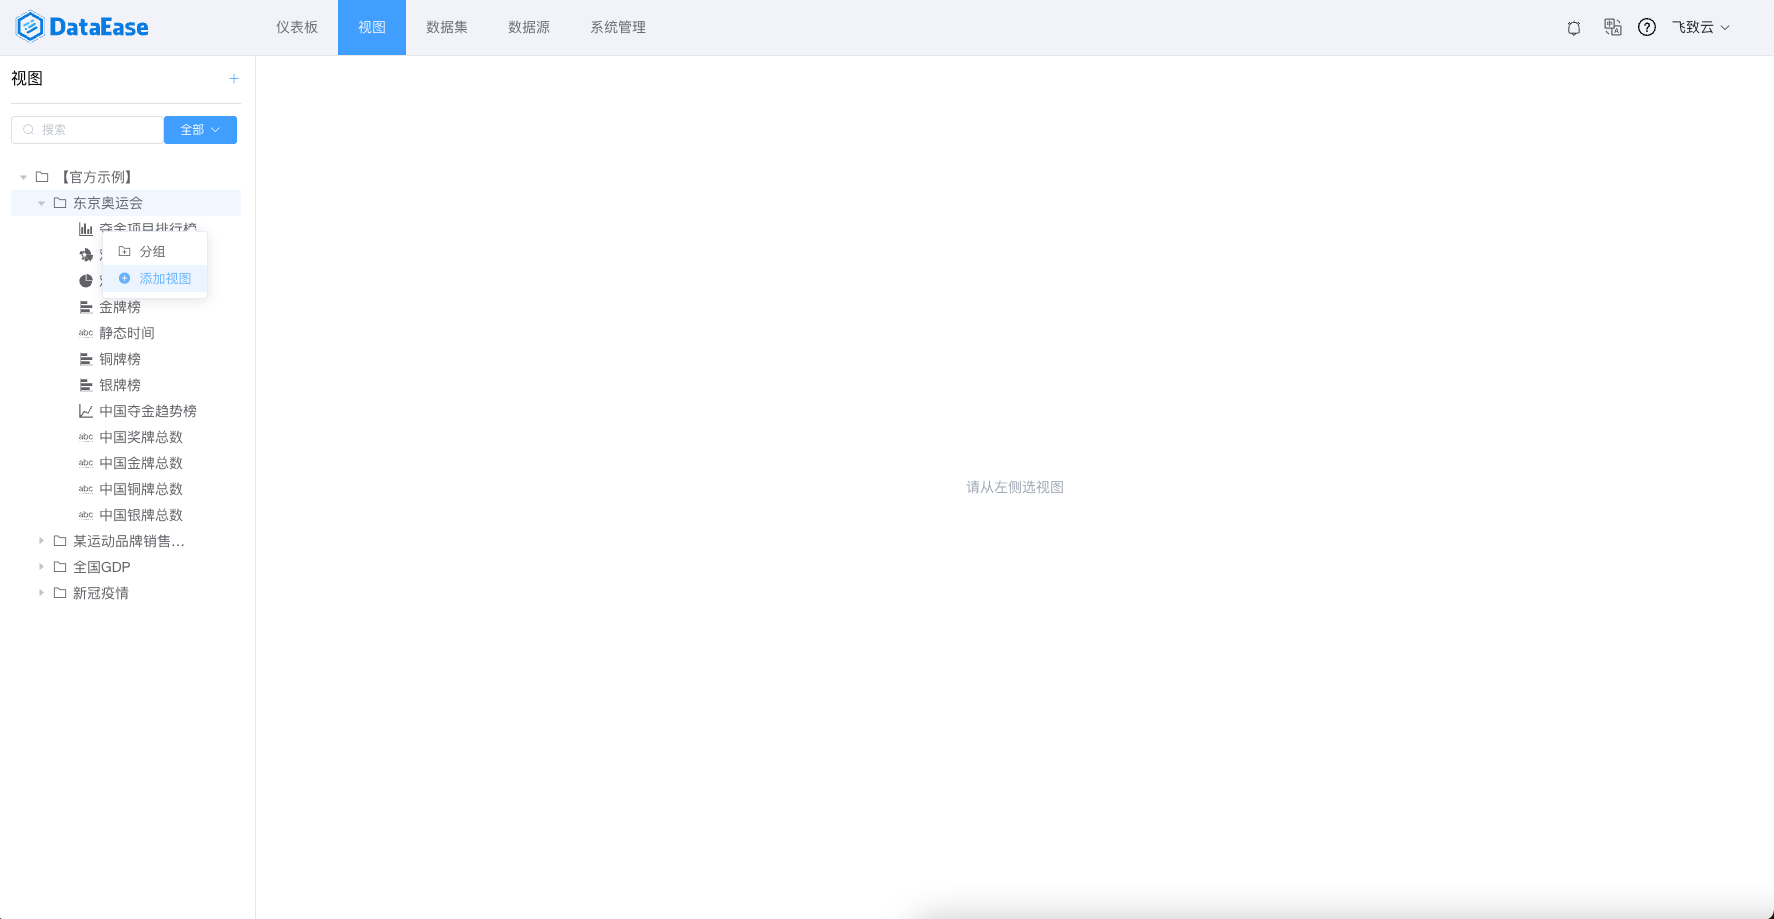 DataEase 仪表板 视图 数据集 数据源 系统管理 飞致云
视图
搜索 全部
【官方示例】
东京奥运会
夺金项目排行榜
分组
添加视图
金牌榜
abc 静态时间
铜牌榜
银牌榜
中国夺金趋势榜
abc 中国奖牌总数
abc 中国金牌总数
请从左侧选视图
abc 中国铜牌总数
abc 中国银牌总数
某运动品牌销售...
全国GDP
新冠疫情